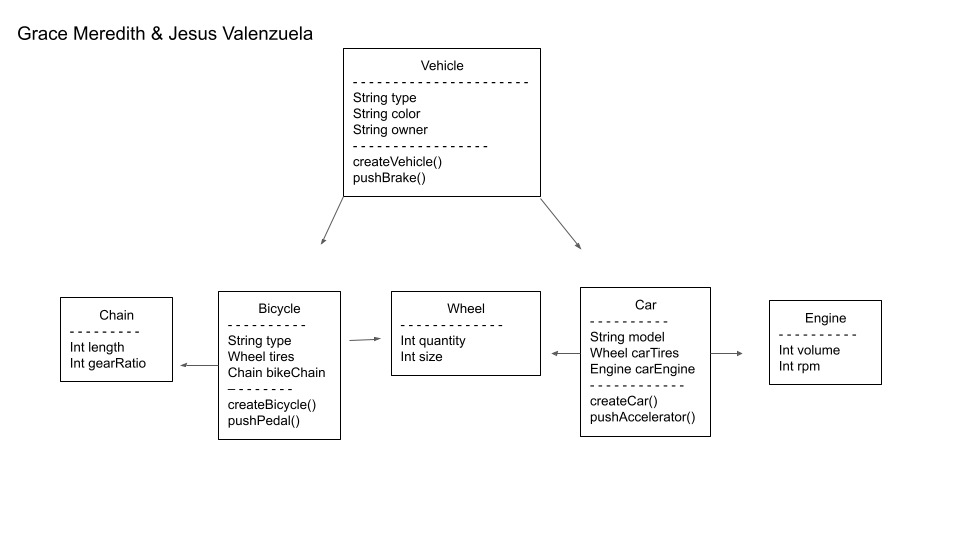 Grace Meredith & Jesus Valenzuela
Vehicle
- - - - - - - - - - - - - - - - - - - - - -
String type
String color
String owner
- - - - - - - - - - - - - - - - -
createVehicle()
pushBrake()
Chain
- - - - - - - - -
Int length
Int gearRatio
Bicycle
- - - - - - - - - -
String type
Wheel tires
Chain bikeChain
– - - - - - - -
createBicycle()
pushPedal()
Wheel
- - - - - - - - - - - - -
Int quantity
Int size
Car
- - - - - - - - - -
String model
Wheel carTires
Engine carEngine
- - - - - - - - - - - -
createCar()
pushAccelerator()
Engine
- - - - - - - - - -
Int volume
Int rpm